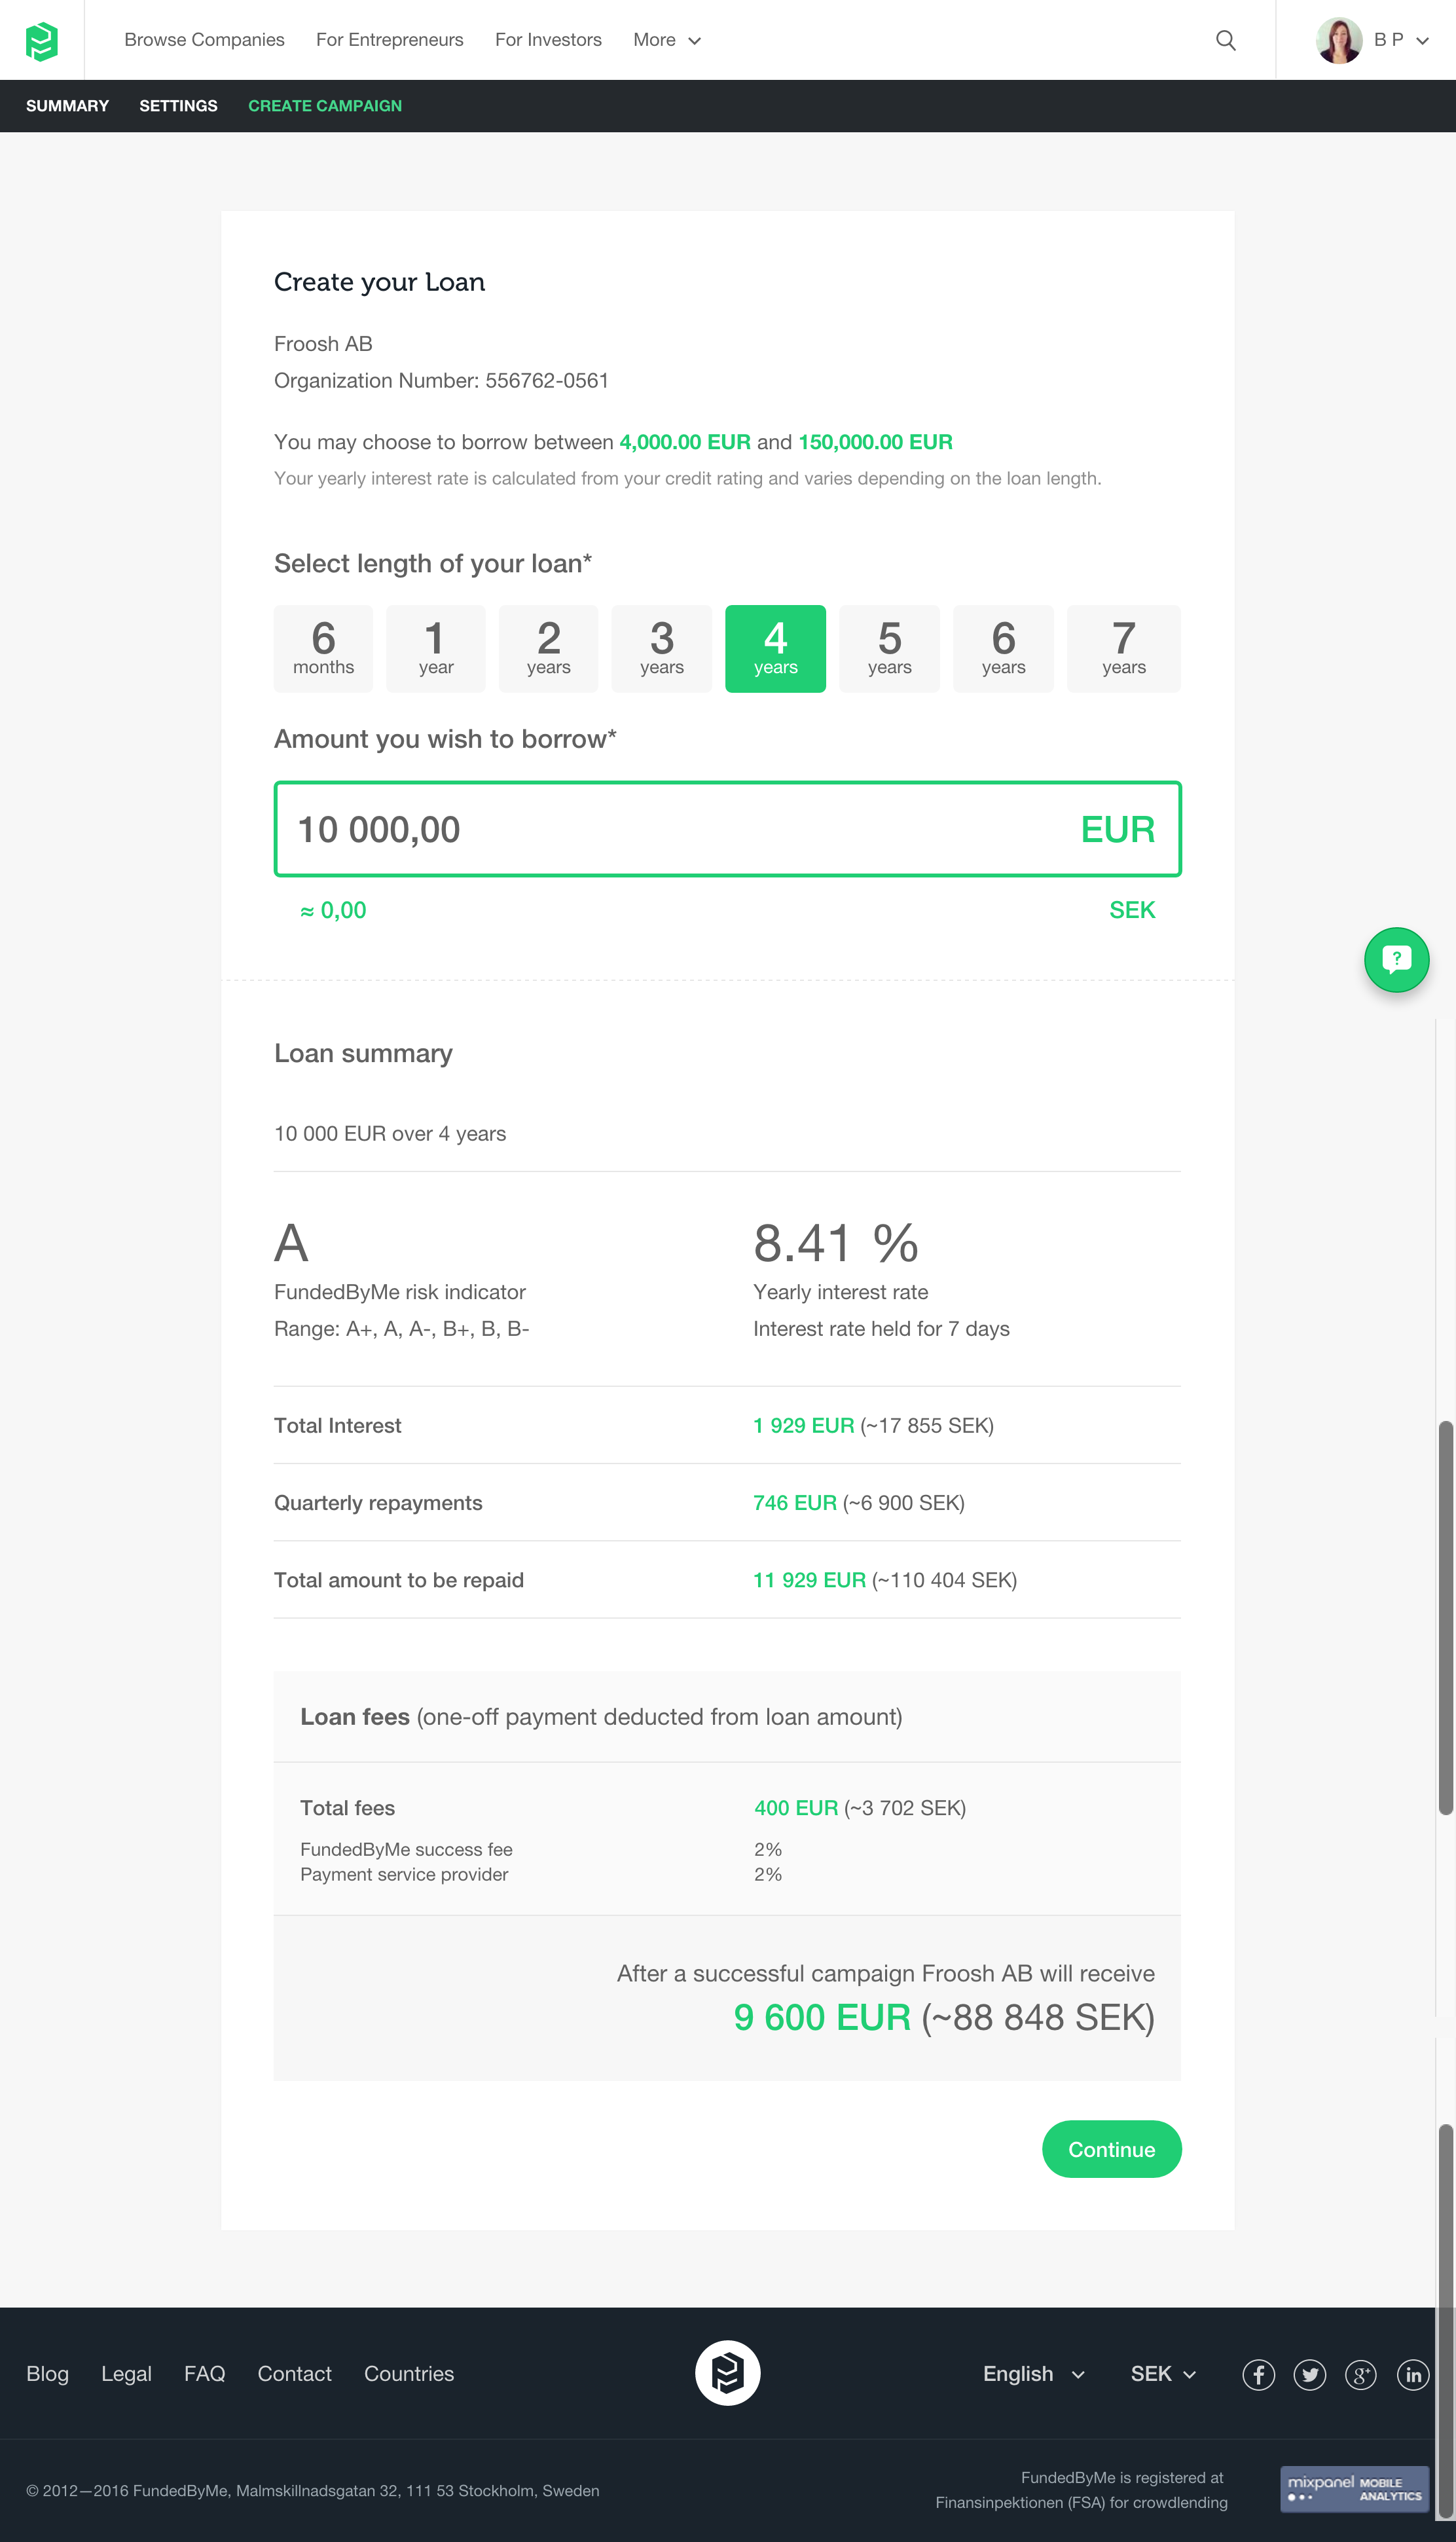 Browse Companies For Entrepreneurs For Investors More B P
SUMMARY SETTINGS CREATE CAMPAIGN
Create your Loan
Froosh AB
Organization Number: 556762-0561
You may choose to borrow between 4,000.00 EUR and 150,000.00 EUR
Your yearly interest rate is calculated from your credit rating and varies depending on the loan length.
Select length of your loan*
6 1 2 3 4 5 6 7
months year years years years years years years
Amount you wish to borrow*
10 000,00 EUR
≈ 0,00 SEK
?
Loan summary
10 000 EUR over 4 years
A 8.41 %
FundedByMe risk indicator Yearly interest rate
Range: A+, A, A-, B+, B, B- Interest rate held for 7 days
Total Interest 1 929 EUR (~17 855 SEK)
Quarterly repayments 746 EUR (~6 900 SEK)
Total amount to be repaid 11 929 EUR (~110 404 SEK)
Loan fees (one-off payment deducted from loan amount)
Total fees 400 EUR (~3 702 SEK)
FundedByMe success fee 2%
Payment service provider 2%
After a successful campaign Froosh AB will receive
9 600 EUR (~88 848 SEK)
Continue
Blog Legal FAQ Contact Countries English SEK f g+ in
© 2012—2016 FundedByMe, Malmskillnadsgatan 32, 111 53 Stockholm, Sweden
FundedByMe is registered at
Finansinpektionen (FSA) for crowdlending
mixpanel MOBILE
ANALYTICS